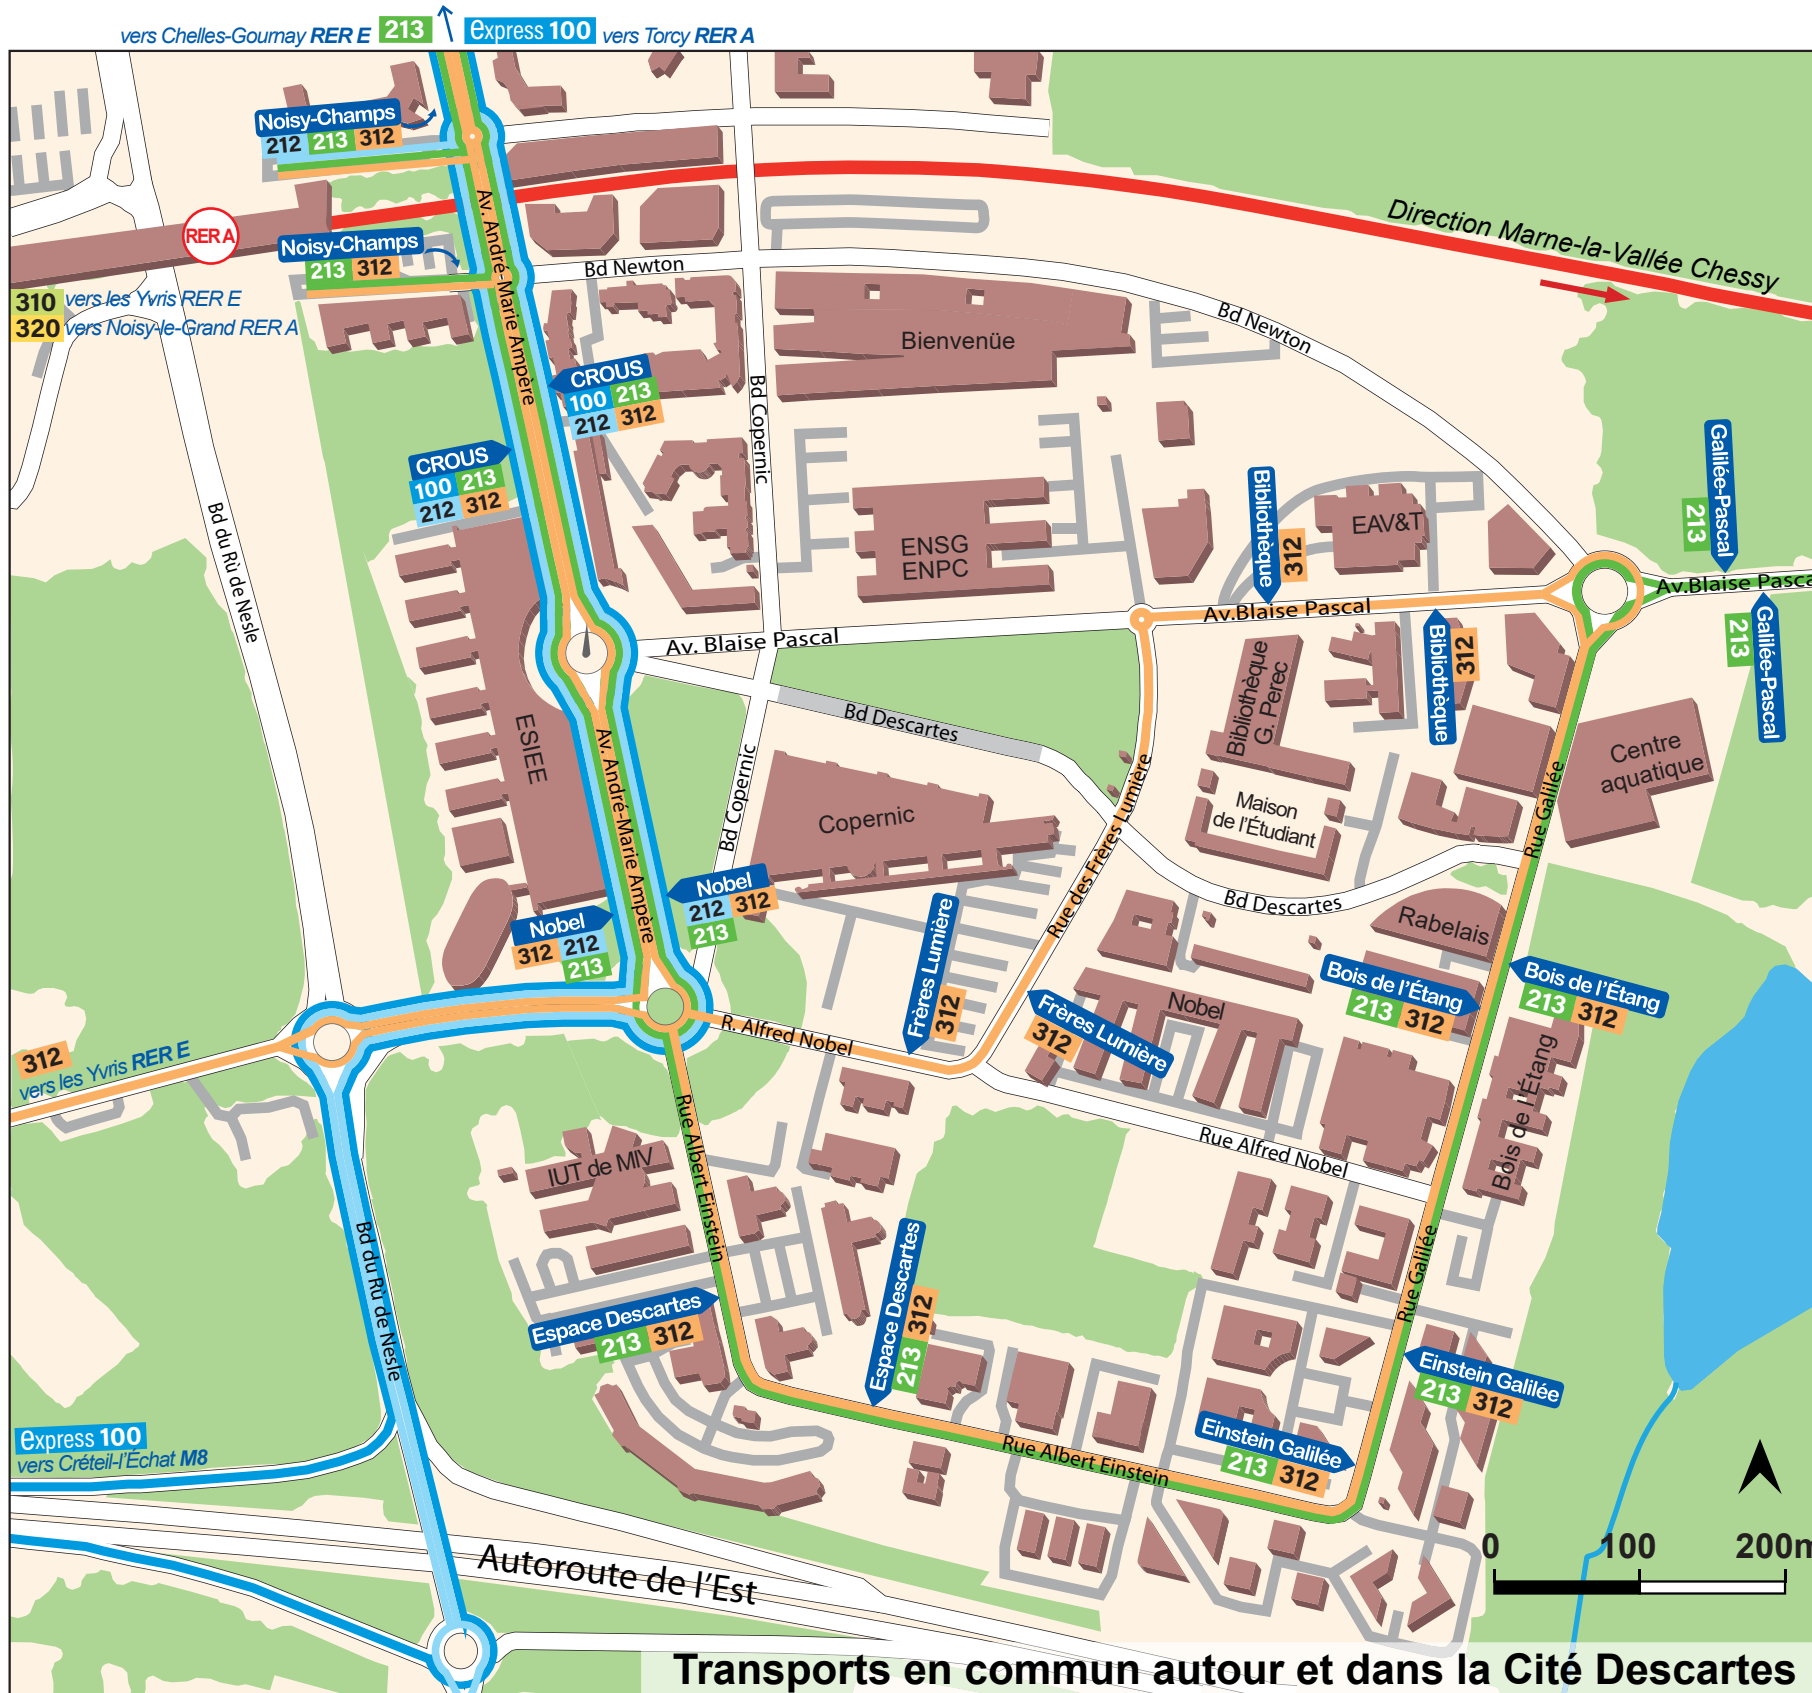 vers Chelles-Gournay RER E 213 express 100 vers Torcy RER A
Noisy-Champs
212 213 312
RER A
Noisy-Champs
213 312
310 vers les Yvris RER E
320 vers Noisy-le-Grand RER A
Av. André-Marie Ampère
Bd Newton
Direction Marne-la-Vallée Chessy
Bd Newton
Bienvenüe
CROUS
100 213
212 312
Bd Copernic
CROUS
100 213
212 312
Bd du Rù de Nesle
ENSG
ENPC
Bibliothèque
312
EAV&T
Galilée-Pascal
213
Av.Blaise Pasca
Av.Blaise Pascal
Av. Blaise Pascal
Galilée-Pascal
213
Bibliothèque
312
Bibliothèque
G. Perec
Bd Descartes
ESIEE
Av. André-Marie Ampère
Bd Copernic
Copernic
Centre
aquatique
Maison
de l'Étudiant
Rue Galilée
Rue des Frères Lumière
Bd Descartes
Rabelais
Nobel
212 312
213
Nobel
312 212
213
Frères Lumière
312
Bois de l'Étang
213 312
Bois de l'Étang
213 312
Nobel
Frères Lumière
312
R. Alfred Nobel
312
vers les Yvris RER E
Bois de l'Étang
Rue Alfred Nobel
Rue Albert Einstein
IUT de MIV
Bd du Rù de Nesle
Espace Descartes
213 312
Espace Descartes
213 312
Rue Galilée
Einstein Galilée
213 312
Einstein Galilée
213 312
Rue Albert Einstein
express 100
vers Créteil-l'Échat M8
Autoroute de l'Est
0 100 200m
Transports en commun autour et dans la Cité Descartes